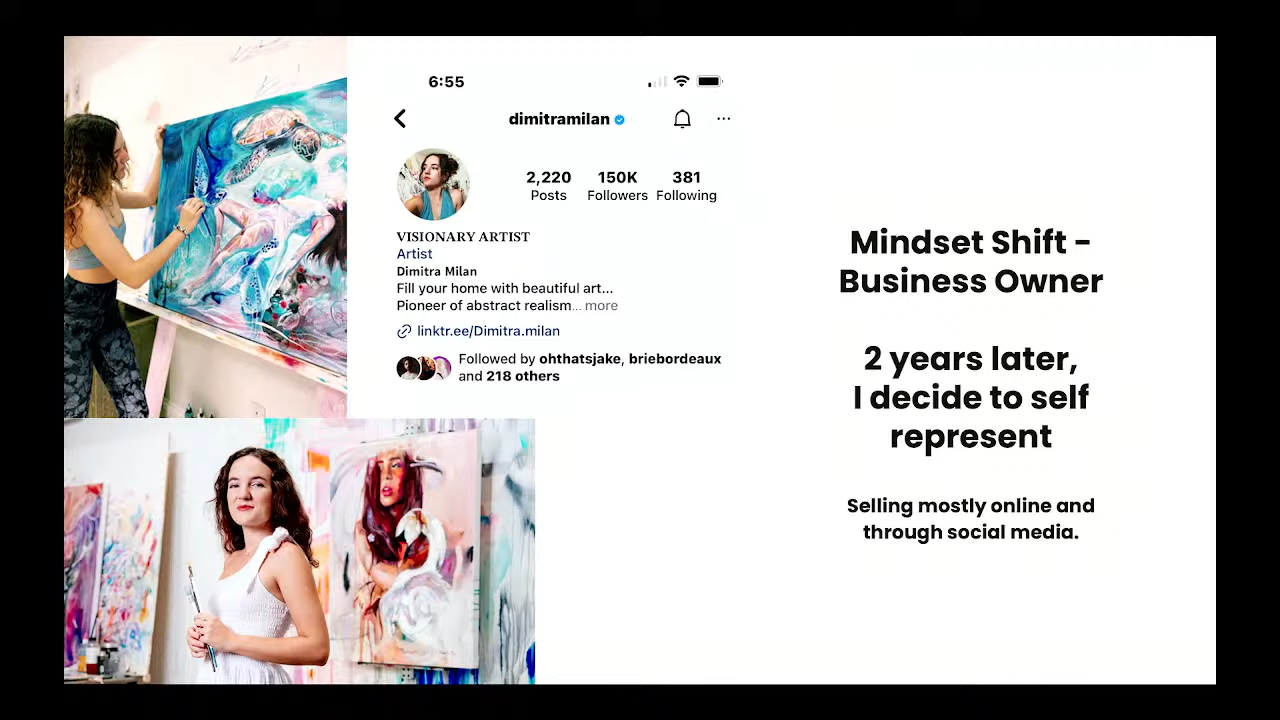 6:55
dimitramilan
2,220 150K 381
Posts Followers Following
VISIONARY ARTIST
Artist
Dimitra Milan
Fill your home with beautiful art...
Pioneer of abstract realism... more
linktr.ee/Dimitra.milan
Followed by ohthatsjake, briebordeaux
and 218 others
Mindset Shift -
Business Owner
2 years later,
I decide to self
represent
Selling mostly online and
through social media.